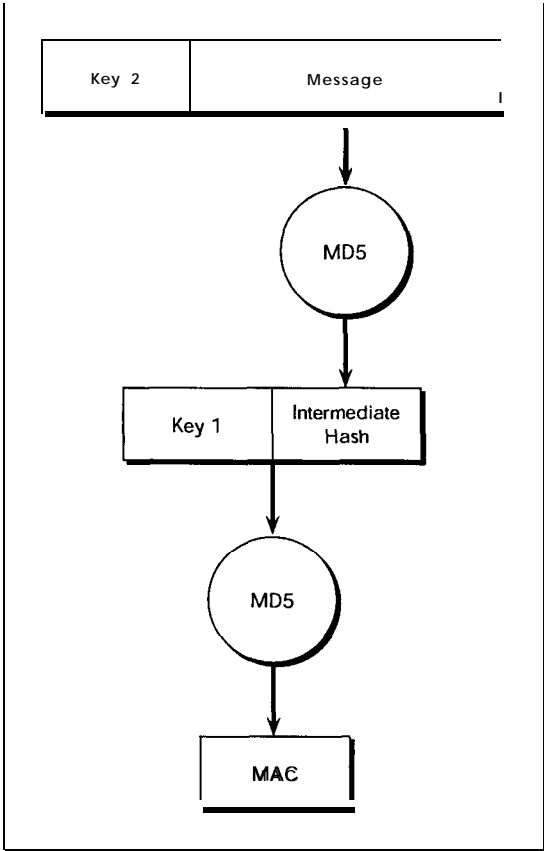 Key 2
Message
MD5
Key 1
Intermediate
Hash
MD5
MAC